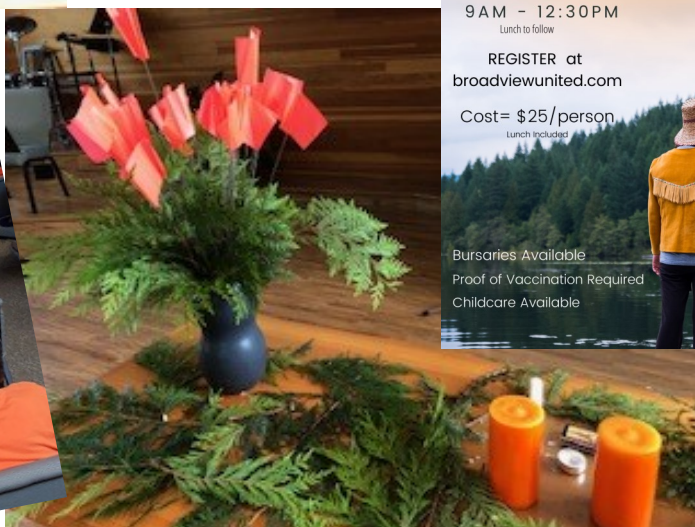 9AM - 12:30PM
Lunch to follow
REGISTER at
broadviewunited.com
Cost= $25/person
Lunch Included
Bursaries Available
Proof of Vaccination Required
Childcare Available